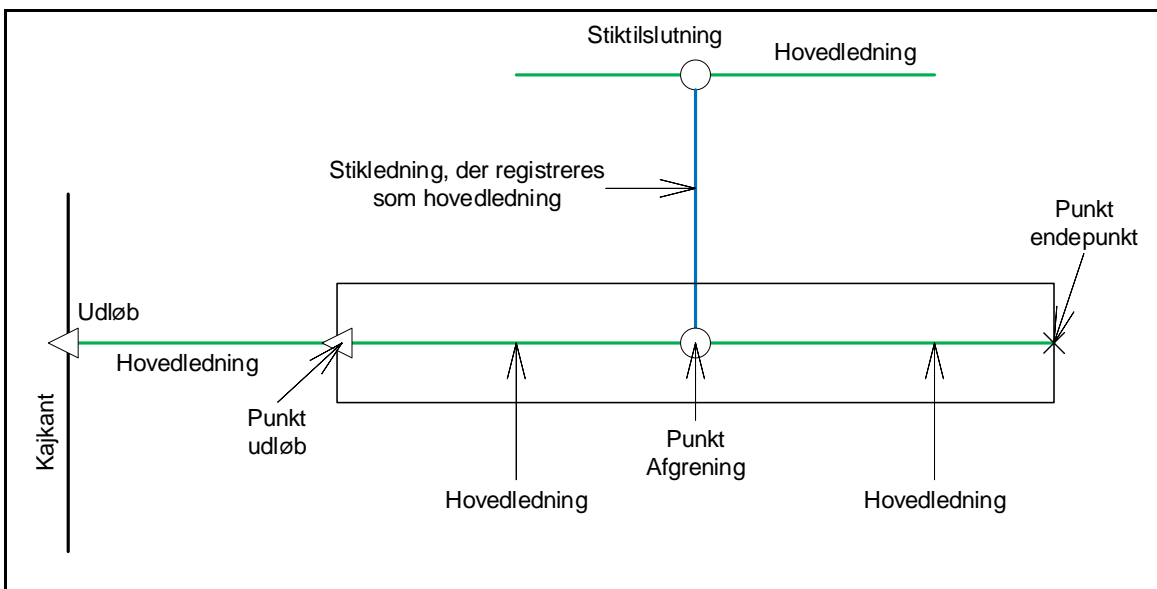 Stiktilslutning
Hovedledning
Stikledning, der registreres
som hovedledning
Punkt
endepunkt
Udløb
Hovedledning
Kajkant
Punkt
udløb
Punkt
Afgrening
Hovedledning
Hovedledning